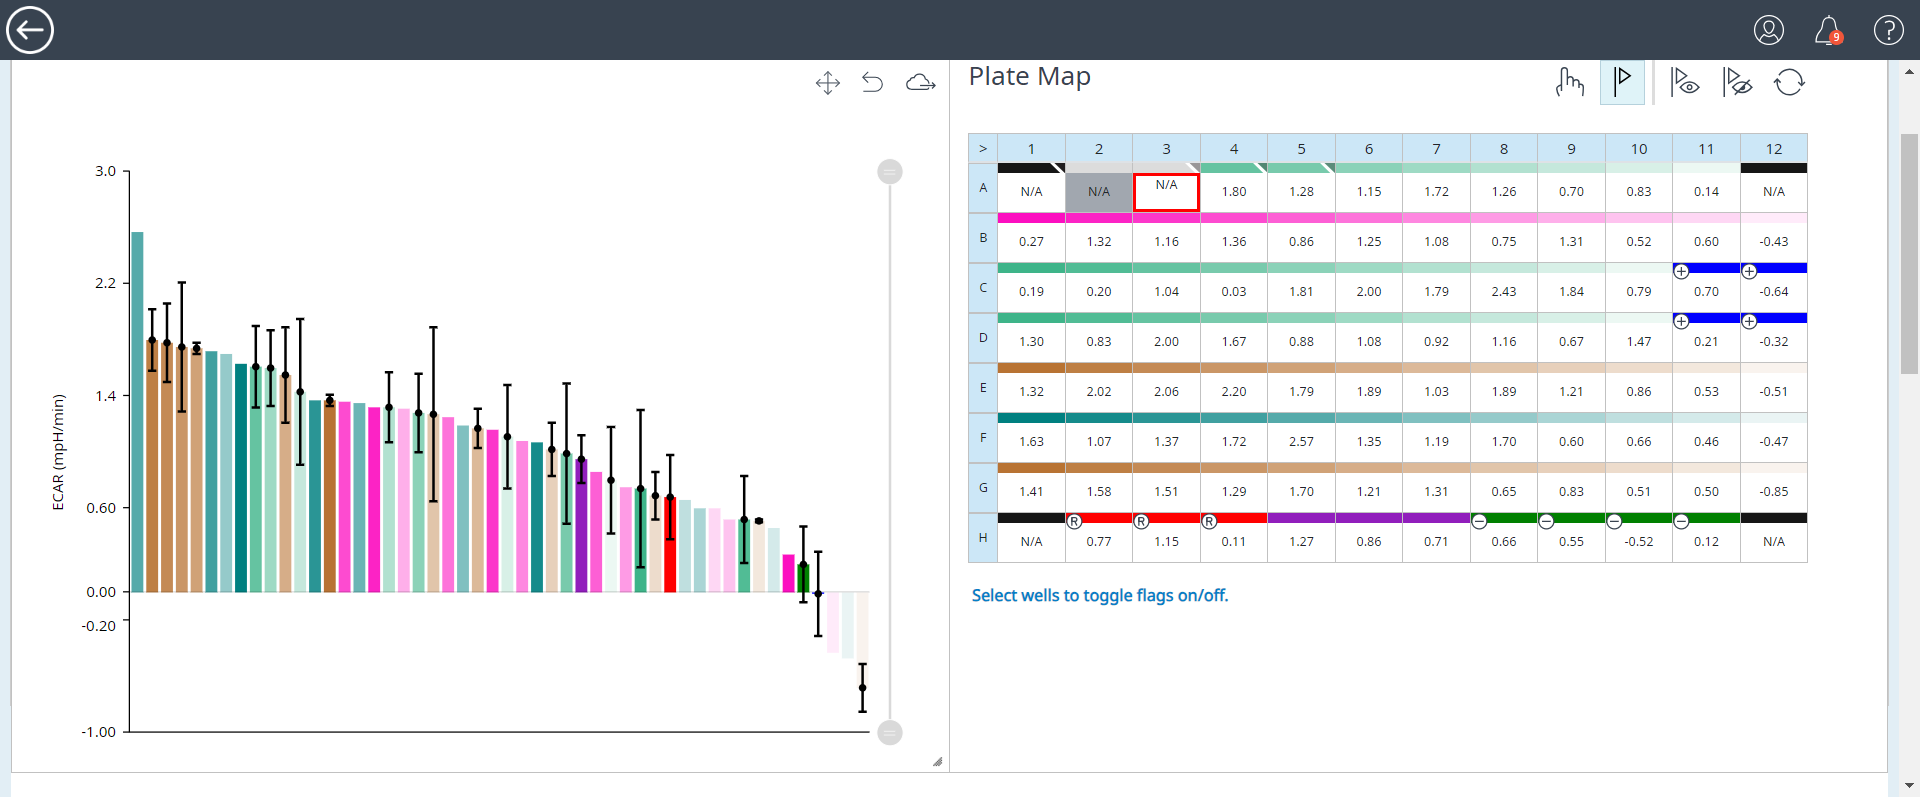 9
?
Plate Map
3.0
2.2
1.4
0.60
0.00
-0.20
-1.00
ECAR (mpH/min)
> 1 2 3 4 5 6 7 8 9 10 11 12
A N/A N/A N/A 1.80 1.28 1.15 1.72 1.26 0.70 0.83 0.14 N/A
B 0.27 1.32 1.16 1.36 0.86 1.25 1.08 0.75 1.31 0.52 0.60 -0.43
C 0.19 0.20 1.04 0.03 1.81 2.00 1.79 2.43 1.84 0.79 0.70 -0.64
D 1.30 0.83 2.00 1.67 0.88 1.08 0.92 1.16 0.67 1.47 0.21 -0.32
E 1.32 2.02 2.06 2.20 1.79 1.89 1.03 1.89 1.21 0.86 0.53 -0.51
F 1.63 1.07 1.37 1.72 2.57 1.35 1.19 1.70 0.60 0.66 0.46 -0.47
G 1.41 1.58 1.51 1.29 1.70 1.21 1.31 0.65 0.83 0.51 0.50 -0.85
R R R
H N/A 0.77 1.15 0.11 1.27 0.86 0.71 0.66 0.55 -0.52 0.12 N/A
Select wells to toggle flags on/off.